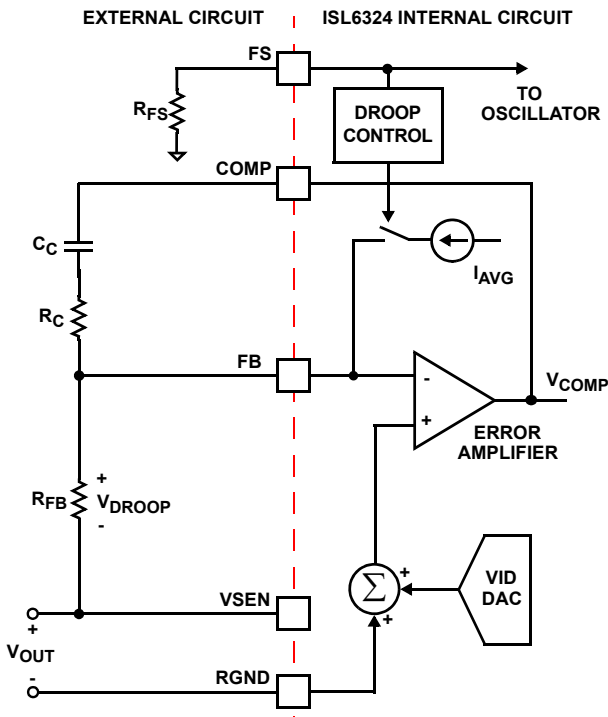 EXTERNAL CIRCUIT
ISL6324 INTERNAL CIRCUIT
FS
RFS
TO
OSCILLATOR
DROOP
CONTROL
COMP
CC
IAVG
RC
FB
-
+
VCOMP
ERROR
AMPLIFIER
RFB
+
VDROOP
-
VSEN
Σ
+
+
VID
DAC
+
VOUT
-
RGND